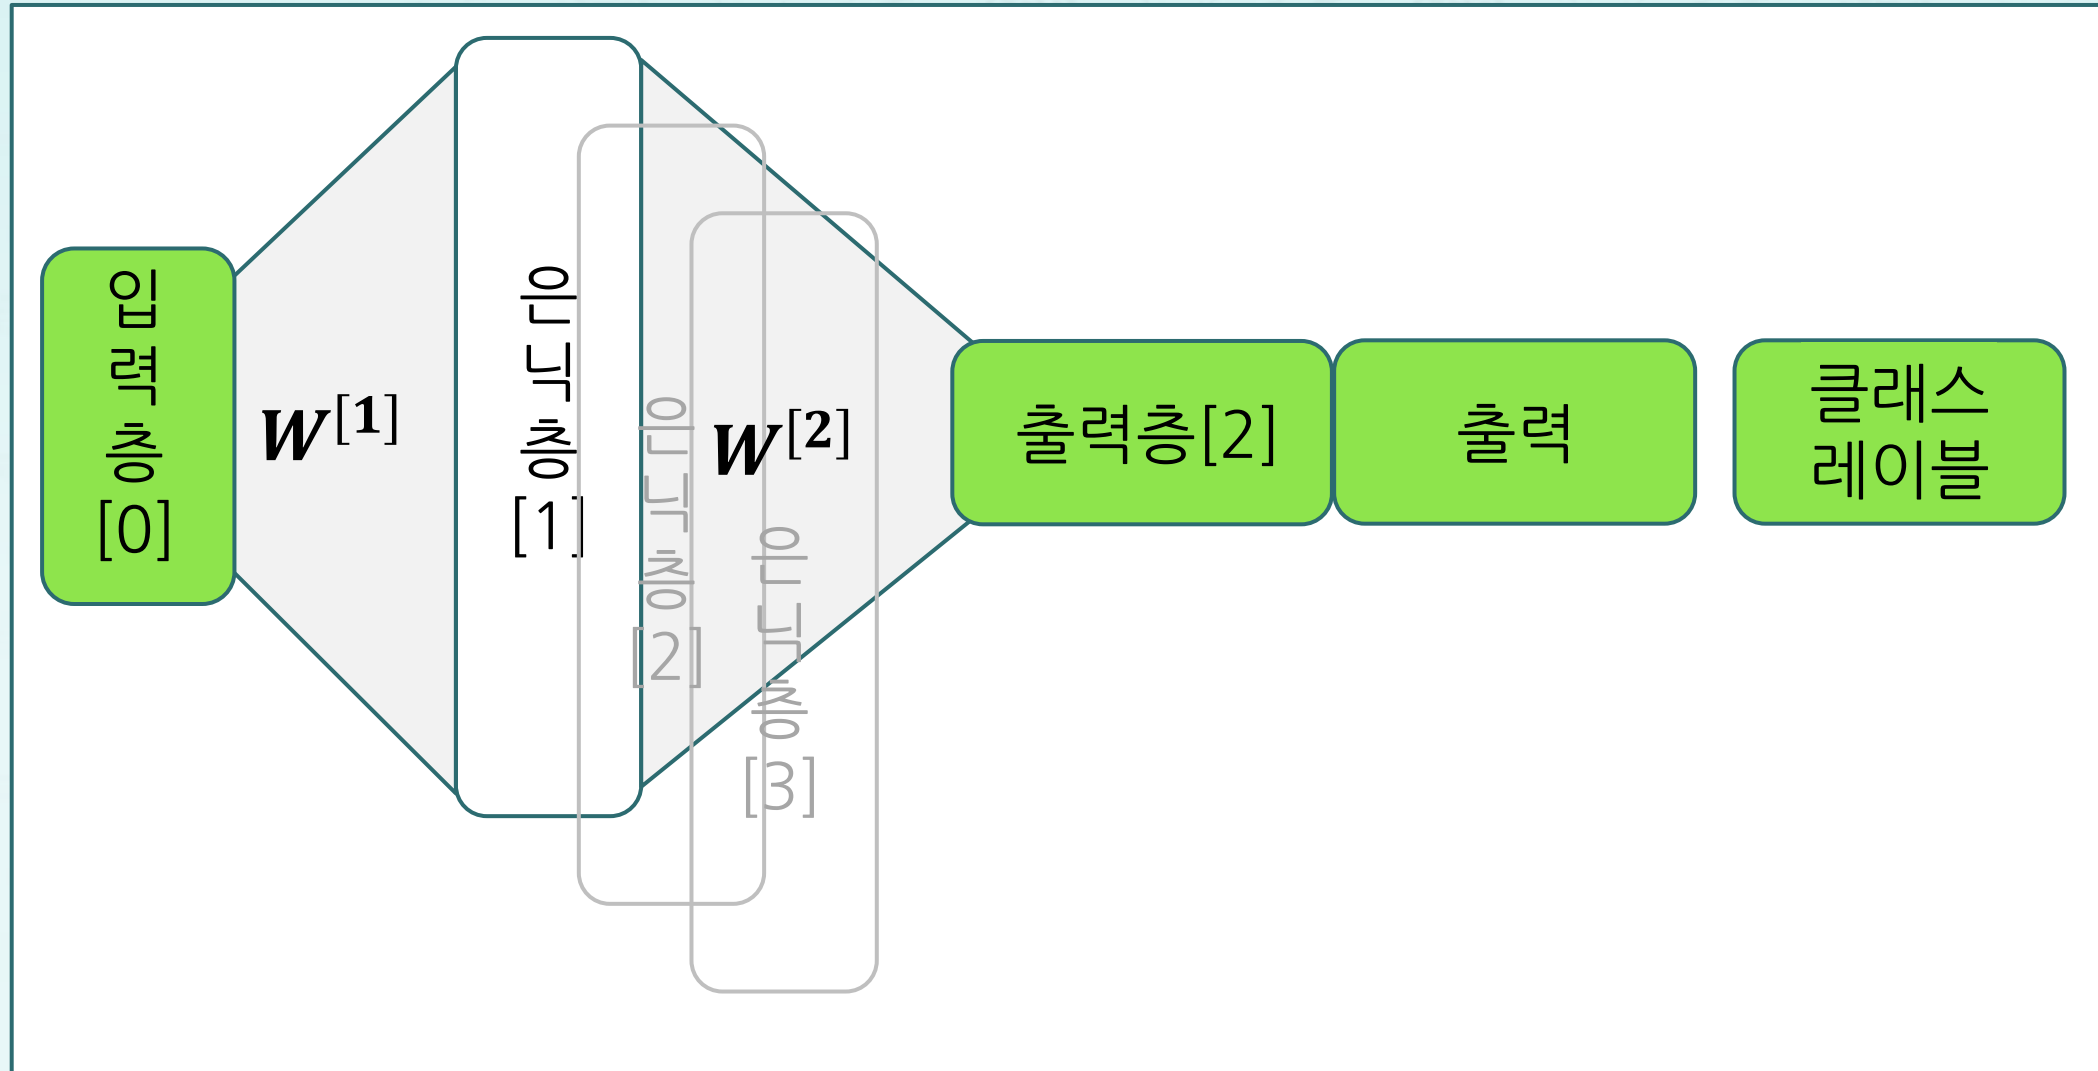 입
력
층
[0]
W[1]
은
닉
층
[1]
은
닉
층
[2]
W[2]
은
닉
층
[3]
출력층[2]
출력
클래스
레이블